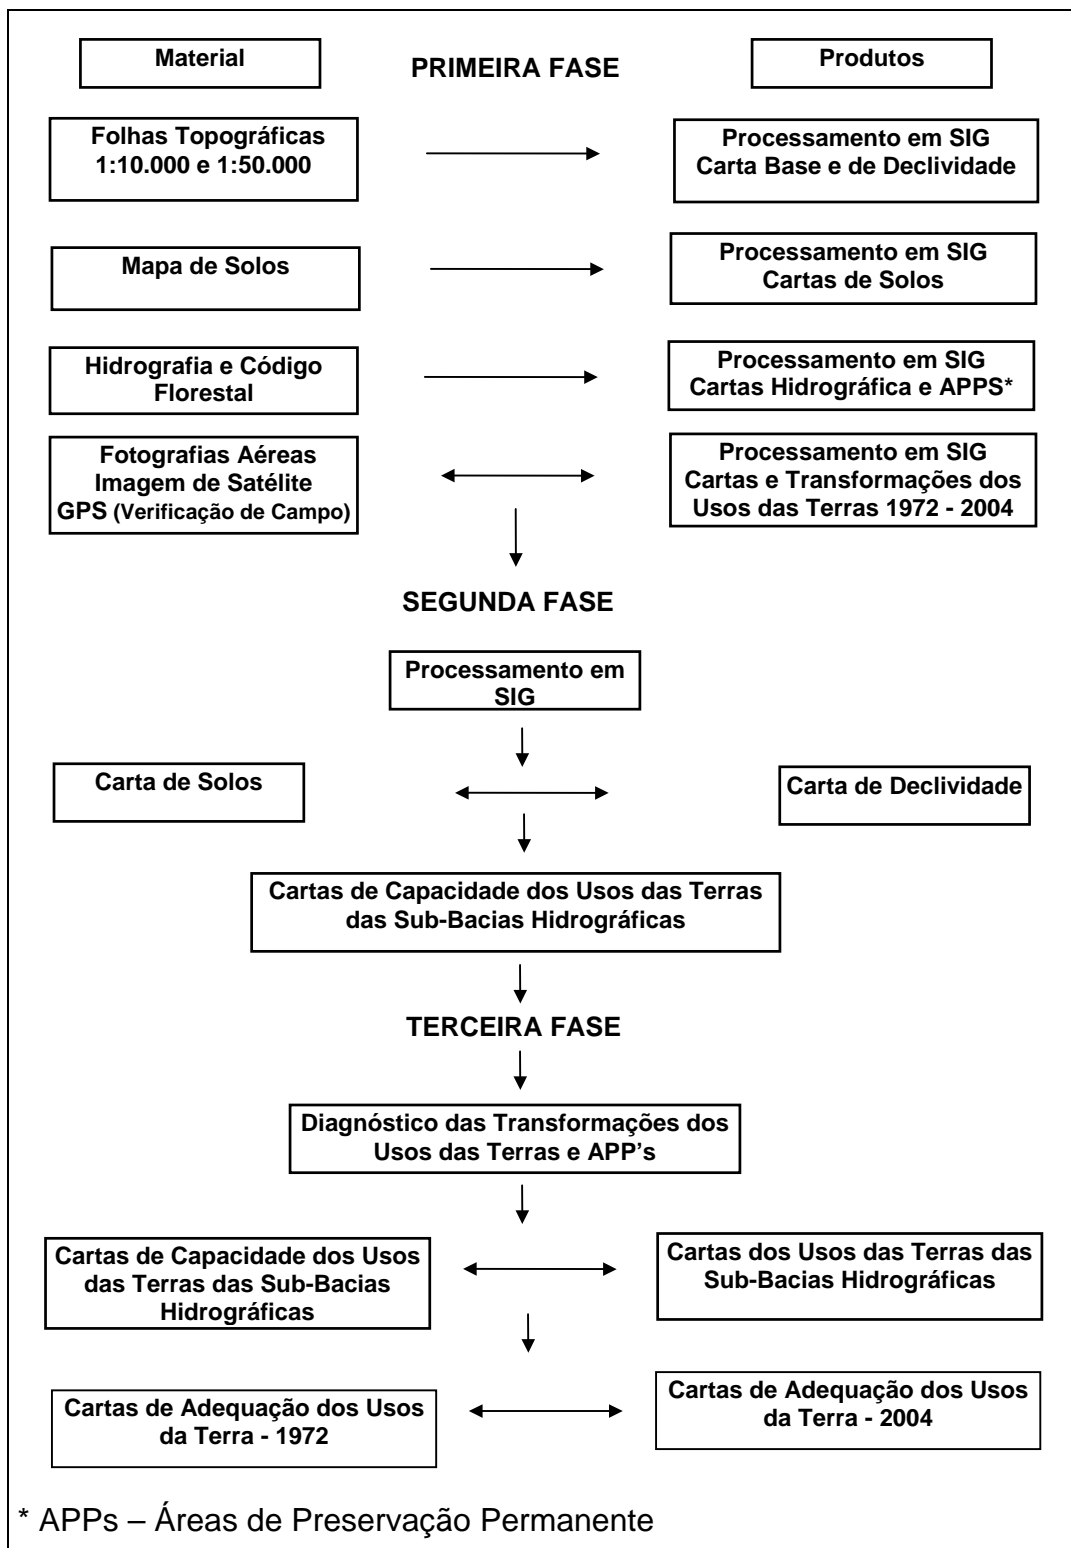 Material
PRIMEIRA FASE
Produtos
Folhas Topográficas
1:10.000 e 1:50.000
Processamento em SIG
Carta Base e de Declividade
Mapa de Solos
Processamento em SIG
Cartas de Solos
Hidrografia e Código
Florestal
Processamento em SIG
Cartas Hidrográfica e APPS*
Fotografias Aéreas
Imagem de Satélite
GPS (Verificação de Campo)
Processamento em SIG
Cartas e Transformações dos
Usos das Terras 1972 - 2004
SEGUNDA FASE
Processamento em
SIG
Carta de Solos
Carta de Declividade
Cartas de Capacidade dos Usos das Terras
das Sub-Bacias Hidrográficas
TERCEIRA FASE
Diagnóstico das Transformações dos
Usos das Terras e APP's
Cartas de Capacidade dos Usos
das Terras das Sub-Bacias
Hidrográficas
Cartas dos Usos das Terras das
Sub-Bacias Hidrográficas
Cartas de Adequação dos Usos
da Terra - 1972
Cartas de Adequação dos Usos
da Terra - 2004
* APPs – Áreas de Preservação Permanente